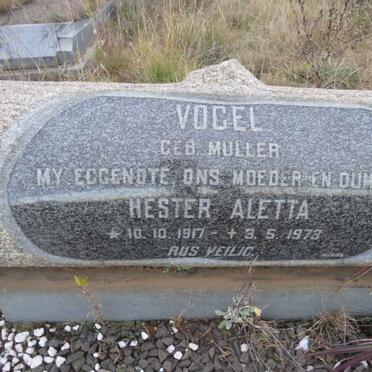 VOGEL
GEB. MULLER
MY EGGENOTE, ONS MOEDER EN OUMA
HESTER ALETTA
* 10. 10. 1917 - † 3. 5. 1973
RUS VEILIG.